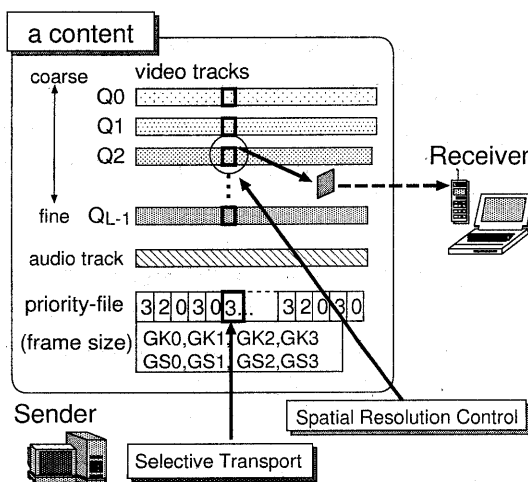 a content
coarse
video tracks
Q0
Q1
Q2
Receiver
fine
QL-1
audio track
priority-file
3 2 0 3 0 3... 3 2 0 3 0
(frame size)
GK0,GK1,GK2,GK3
GS0,GS1,GS2,GS3
Sender
Spatial Resolution Control
Selective Transport